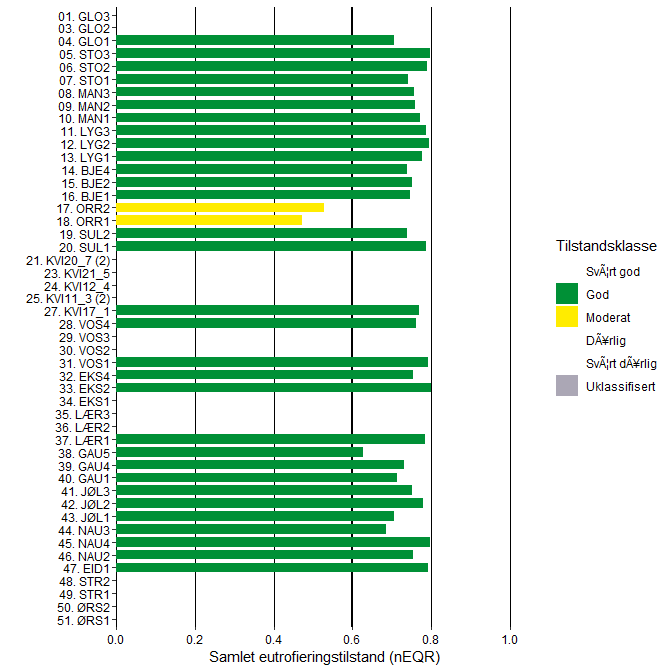 01. GLO3
03. GLO2
04. GLO1
05. STO3
06. STO2
07. STO1
08. MAN3
09. MAN2
10. MAN1
11. LYG3
12. LYG2
13. LYG1
14. BJE4
15. BJE2
16. BJE1
17. ORR2
18. ORR1
19. SUL2
20. SUL1
21. KVI20_7 (2)
23. KVI21_5
24. KVI12_4
25. KVI11_3 (2)
27. KVI17_1
28. VOS4
29. VOS3
30. VOS2
31. VOS1
32. EKS4
33. EKS2
34. EKS1
35. LÆR3
36. LÆR2
37. LÆR1
38. GAU5
39. GAU4
40. GAU1
41. JØL3
42. JØL2
43. JØL1
44. NAU3
45. NAU4
46. NAU2
47. EID1
48. STR2
49. STR1
50. ØRS2
51. ØRS1
0.0 0.2 0.4 0.6 0.8 1.0
Samlet eutrofieringstilstand (nEQR)
Tilstandsklasse
SvÃ¦rt god
God
Moderat
DÃ¥rlig
SvÃ¦rt dÃ¥rlig
Uklassifisert